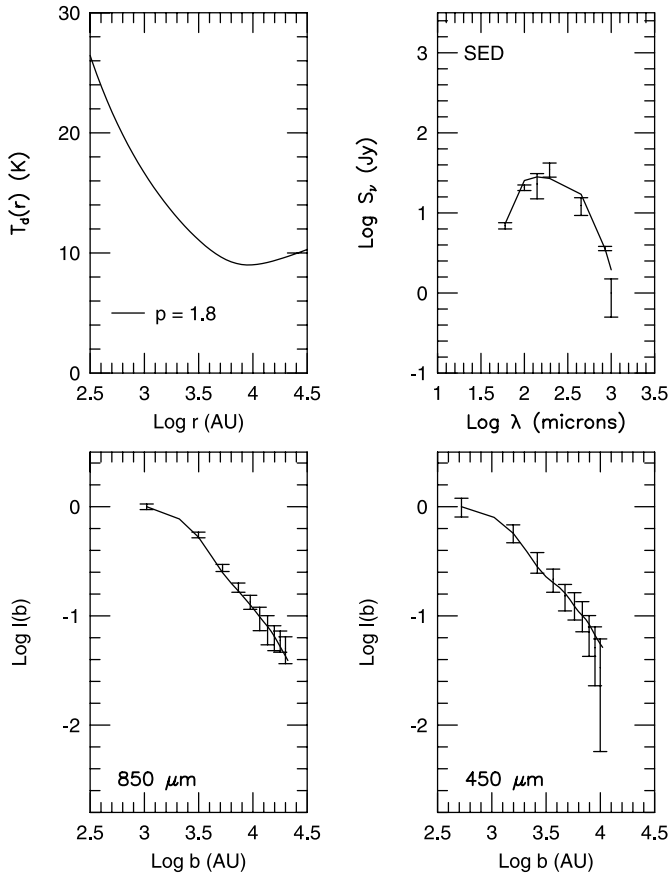 30
20
10
0
T_d(r) (K)
p = 1.8
2.5 3 3.5 4 4.5
Log r (AU)
SED
3
2
1
0
-1
Log S_ν (Jy)
1 1.5 2 2.5 3 3.5
Log λ (microns)
0
-1
-2
Log I(b)
850 μm
2.5 3 3.5 4 4.5
Log b (AU)
0
-1
-2
Log I(b)
450 μm
2.5 3 3.5 4 4.5
Log b (AU)